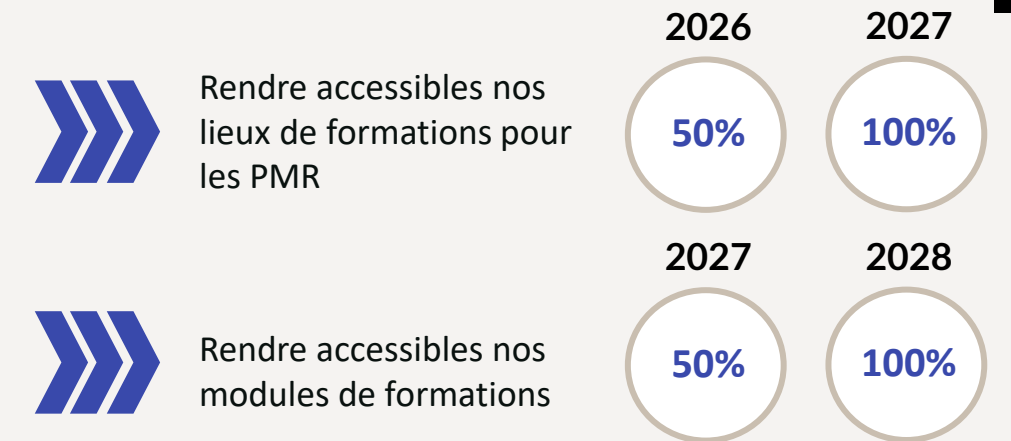 2026 2027
Rendre accessibles nos
lieux de formations pour
les PMR
50% 100%
2027 2028
Rendre accessibles nos
modules de formations
50% 100%